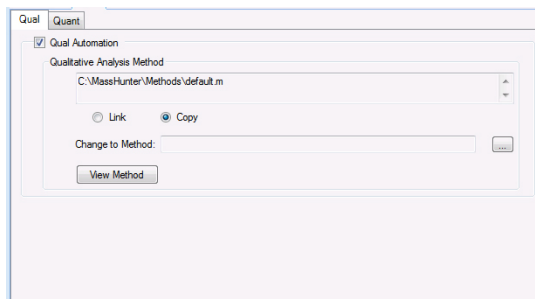 Qual Quant
Qual Automation
Qualitative Analysis Method
C:\MassHunter\Methods\default.m
Link Copy
Change to Method: ...
View Method